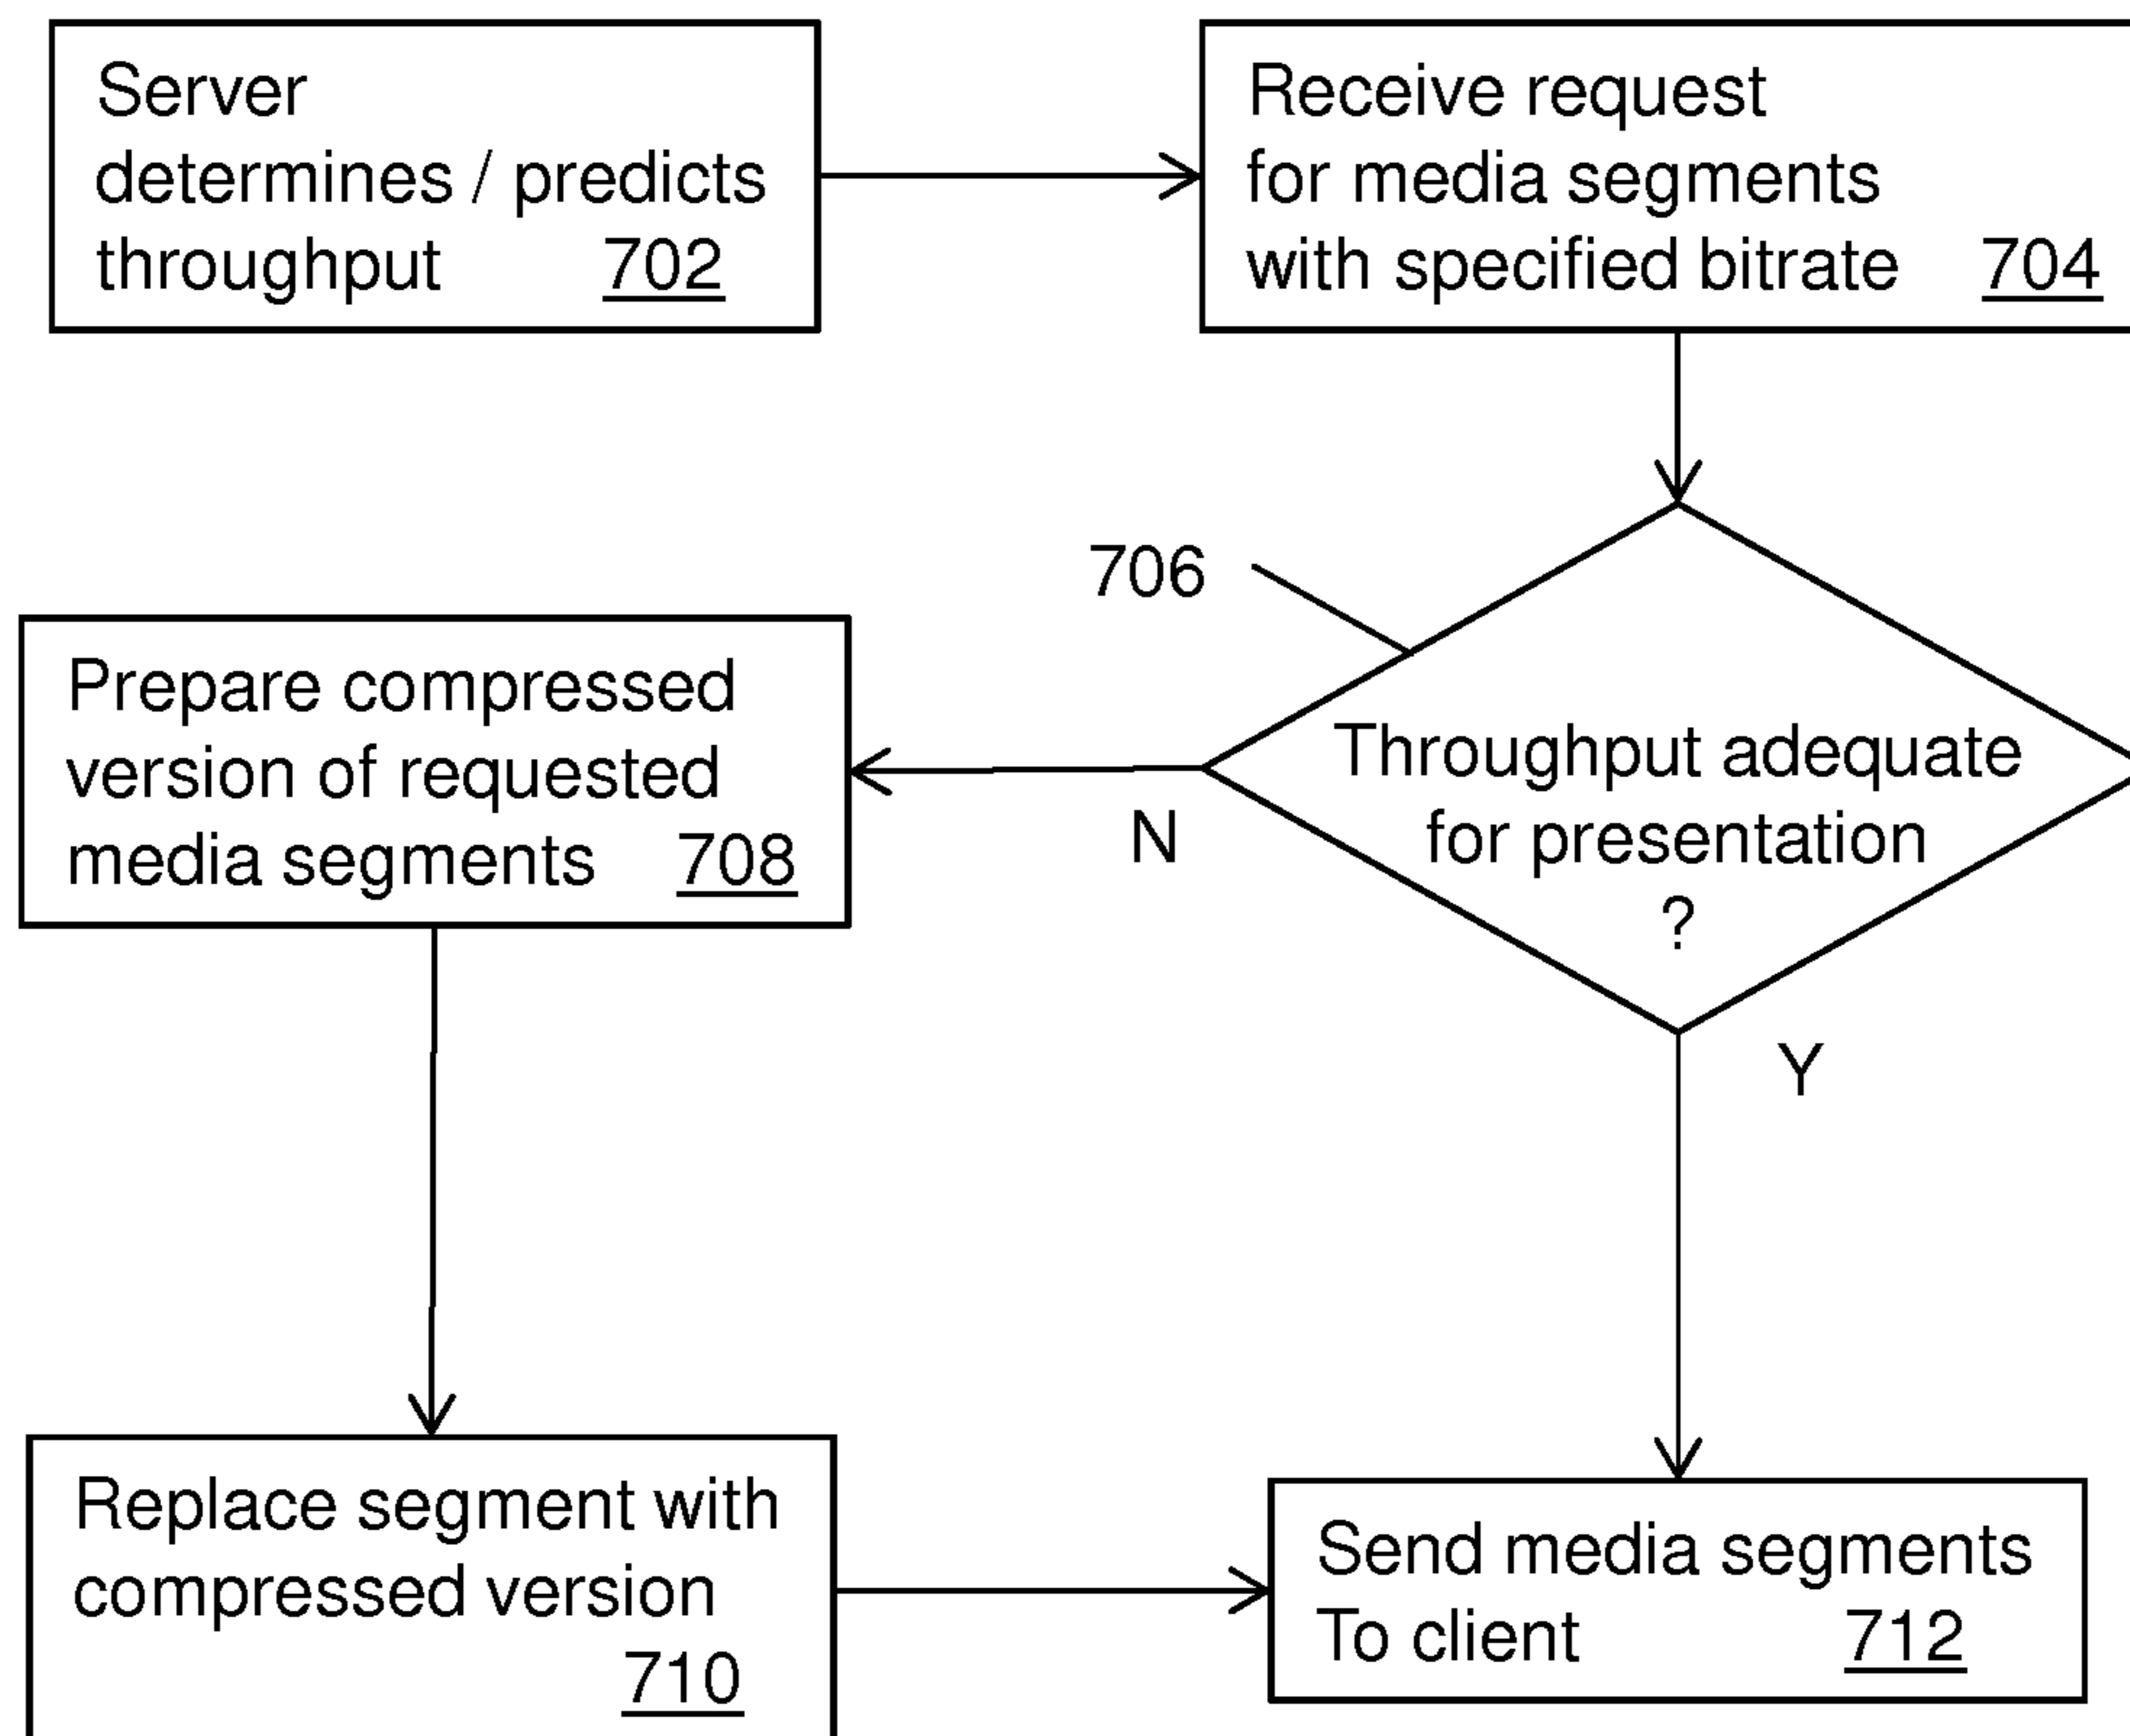 Server
determines / predicts
throughput 702
Receive request
for media segments
with specified bitrate 704
706
Throughput adequate
for presentation
?
N
Y
Prepare compressed
version of requested
media segments 708
Replace segment with
compressed version
710
Send media segments
To client 712